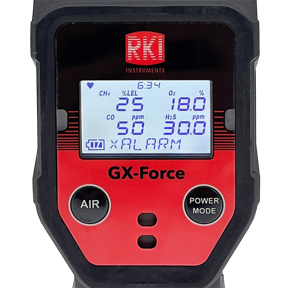 RKI
INSTRUMENTS
6:34
CH4 %LEL O2 %
25 18.0
CO ppm H2S ppm
50 30.0
XALARM
GX-Force
AIR
POWER
MODE